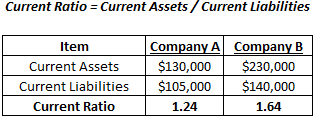 Current Ratio = Current Assets / Current Liabilities
Item Company A Company B
Current Assets $130,000 $230,000
Current Liabilities $105,000 $140,000
Current Ratio 1.24 1.64